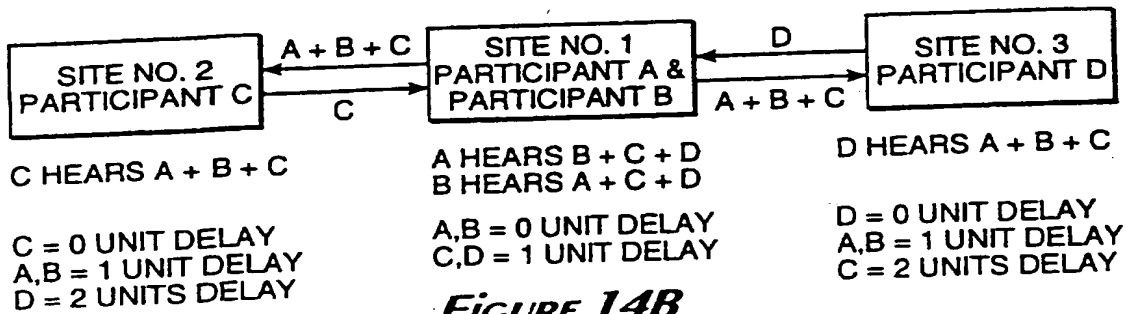 SITE NO. 2
PARTICIPANT C
A + B + C
C
SITE NO. 1
PARTICIPANT A &
PARTICIPANT B
D
A + B + C
SITE NO. 3
PARTICIPANT D
C HEARS A + B + C
A HEARS B + C + D
B HEARS A + C + D
D HEARS A + B + C
C = 0 UNIT DELAY
A,B = 1 UNIT DELAY
D = 2 UNITS DELAY
A,B = 0 UNIT DELAY
C,D = 1 UNIT DELAY
D = 0 UNIT DELAY
A,B = 1 UNIT DELAY
C = 2 UNITS DELAY
FIGURE 14B